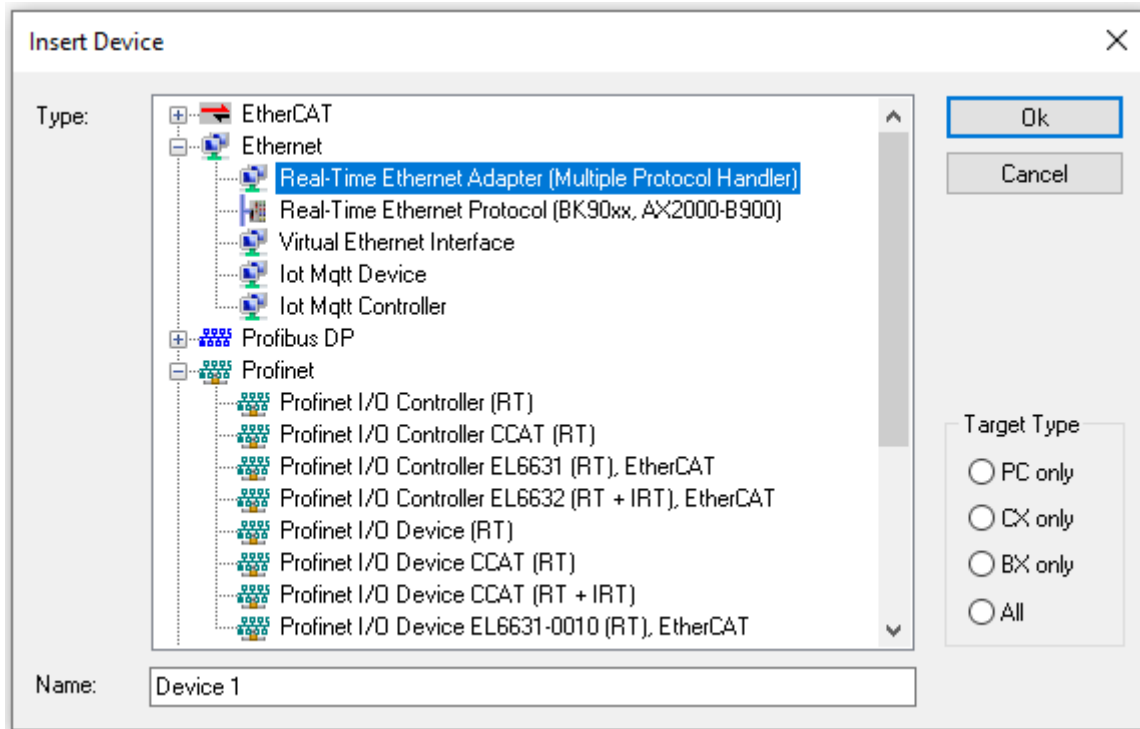 Insert Device
Type:
EtherCAT
Ethernet
Real-Time Ethernet Adapter (Multiple Protocol Handler)
Real-Time Ethernet Protocol (BK90xx, AX2000-B900)
Virtual Ethernet Interface
Iot Mqtt Device
Iot Mqtt Controller
Profibus DP
Profinet
Profinet I/O Controller (RT)
Profinet I/O Controller CCAT (RT)
Profinet I/O Controller EL6631 (RT), EtherCAT
Profinet I/O Controller EL6632 (RT + IRT), EtherCAT
Profinet I/O Device (RT)
Profinet I/O Device CCAT (RT)
Profinet I/O Device CCAT (RT + IRT)
Profinet I/O Device EL6631-0010 (RT), EtherCAT
Ok
Cancel
Target Type
PC only
CX only
BX only
All
Name:
Device 1